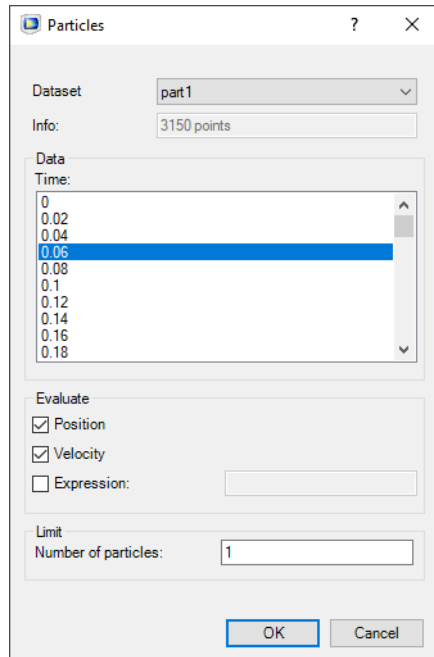 Particles ?
Dataset part1
Info: 3150 points
Data
Time:
0
0.02
0.04
0.06
0.08
0.1
0.12
0.14
0.16
0.18
Evaluate
Position
Velocity
Expression:
Limit
Number of particles: 1
OK Cancel